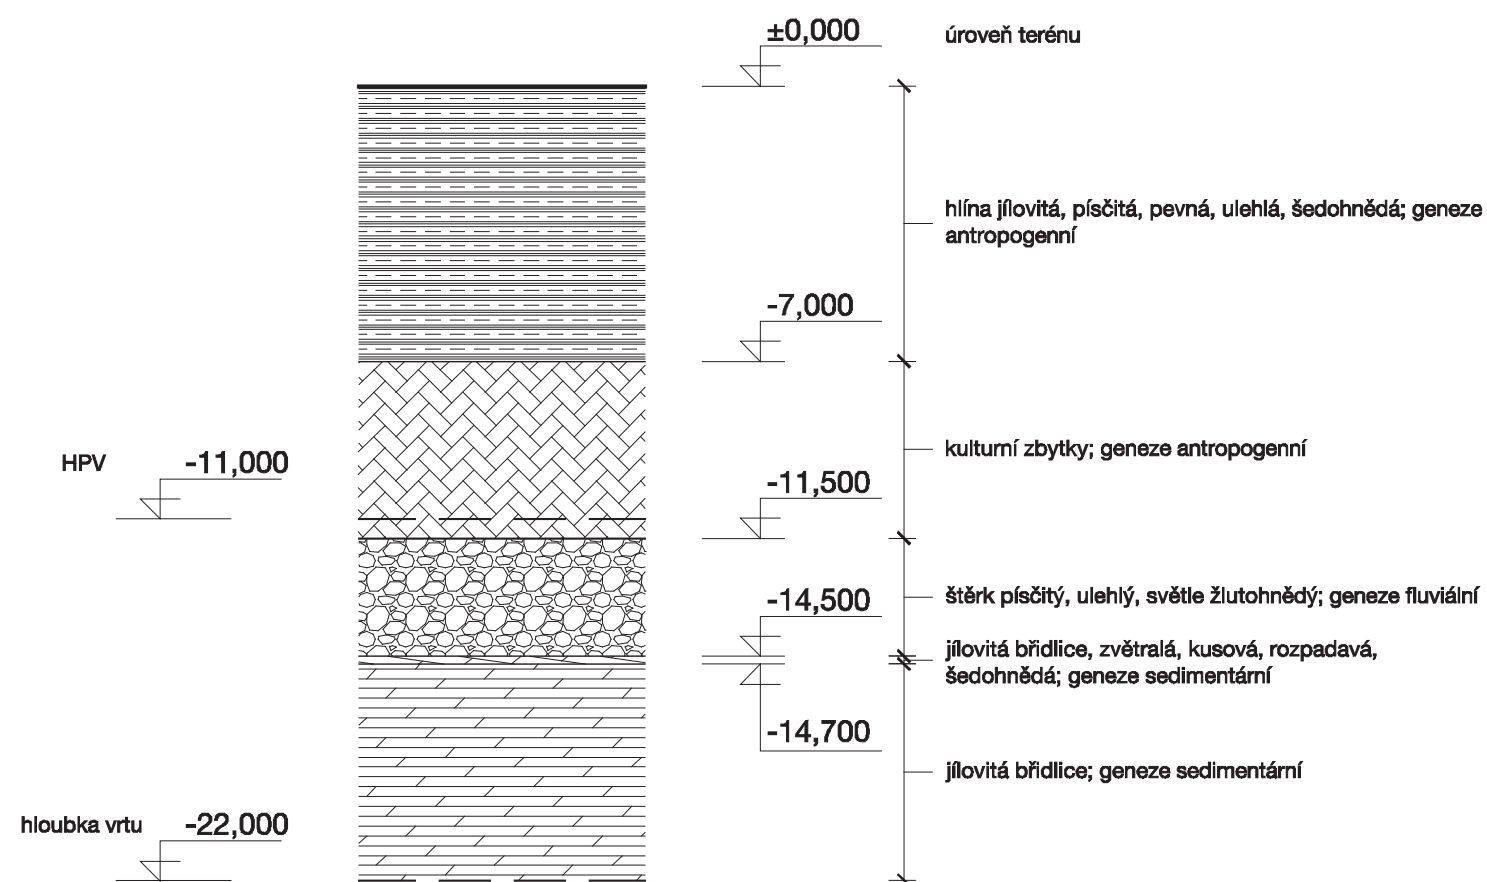 ±0,000
úroveň terénu
hlína jílovitá, písčitá, pevná, ulehlá, šedohnědá; geneze
antropogenní
-7,000
kulturní zbytky; geneze antropogenní
HPV
-11,000
-11,500
-14,500
štěrk písčitý, ulehlý, světle žlutohnědý; geneze fluviální
jílovitá břidlice, zvětralá, kusová, rozpadavá,
šedohnědá; geneze sedimentární
-14,700
jílovitá břidlice; geneze sedimentární
hloubka vrtu
-22,000